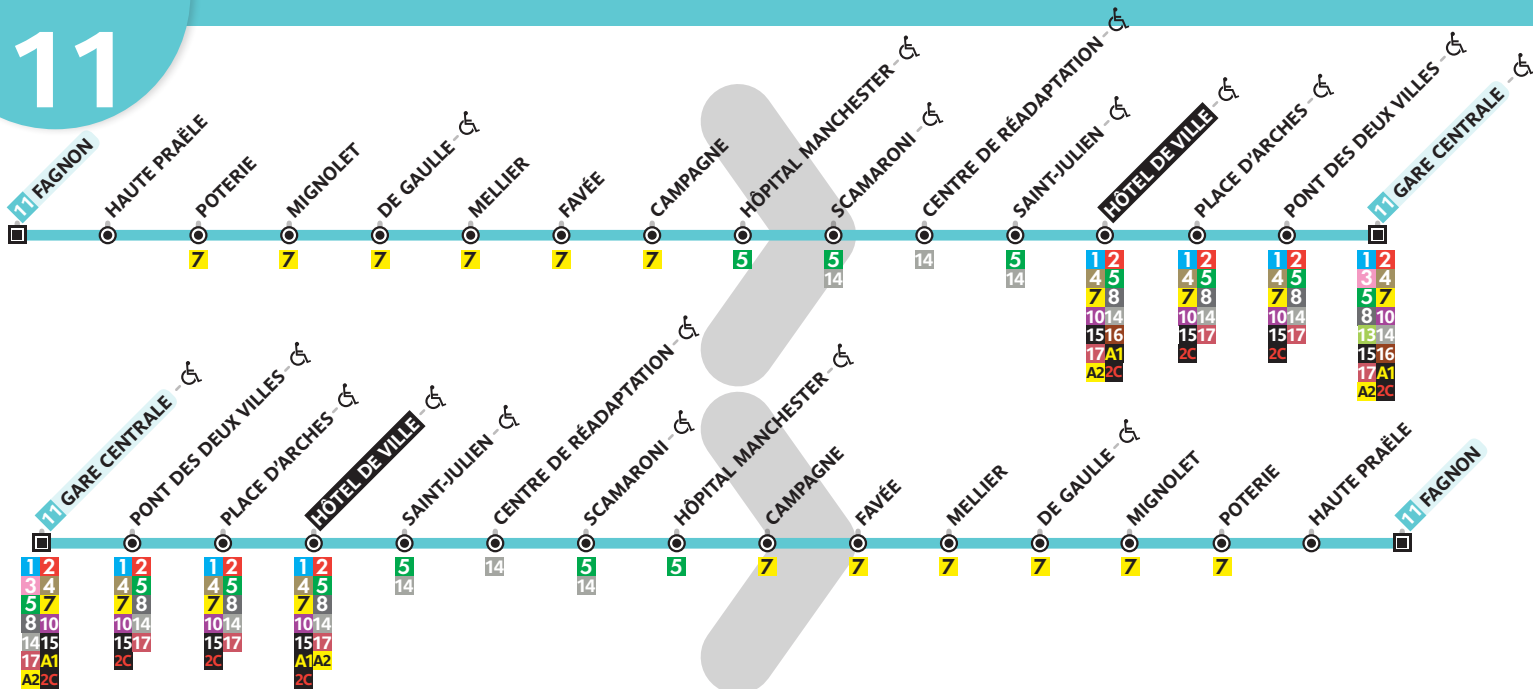 11
11 FAGNON
HAUTE PRAËLE
POTERIE
MIGNOLET
DE GAULLE
MELLIER
FAVÉE
CAMPAGNE
HÔPITAL MANCHESTER
SCAMARONI
CENTRE DE RÉADAPTATION
SAINT-JULIEN
HÔTEL DE VILLE
PLACE D'ARCHES
PONT DES DEUX VILLES
11 GARE CENTRALE
7
7
7
7
7
7
5
5
14
14
5
14
1 2
4 5
7 8
10 14
15 16
17 A1
A2 2C
1 2
4 5
7 8
10 14
15 17
2C
1 2
4 5
7 8
10 14
15 17
2C
1 2
3 4
5 7
8 10
13 14
15 16
17 A1
A2 2C
11 GARE CENTRALE
PONT DES DEUX VILLES
PLACE D'ARCHES
HÔTEL DE VILLE
SAINT-JULIEN
CENTRE DE RÉADAPTATION
SCAMARONI
HÔPITAL MANCHESTER
CAMPAGNE
FAVÉE
MELLIER
DE GAULLE
MIGNOLET
POTERIE
HAUTE PRAËLE
11 FAGNON
1 2
3 4
5 7
8 10
14 15
17 A1
A2 2C
1 2
4 5
7 8
10 14
15 17
2C
1 2
4 5
7 8
10 14
15 17
2C
1 2
4 5
7 8
10 14
15 17
A1 A2
2C
5
14
14
5
14
5
7
7
7
7
7
7